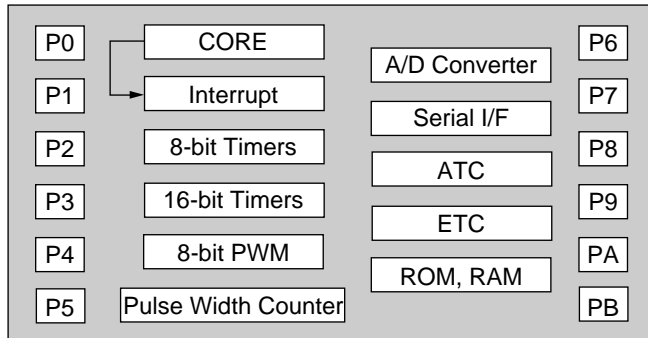 P0
P1
P2
P3
P4
P5
CORE
Interrupt
8-bit Timers
16-bit Timers
8-bit PWM
Pulse Width Counter
A/D Converter
Serial I/F
ATC
ETC
ROM, RAM
P6
P7
P8
P9
PA
PB